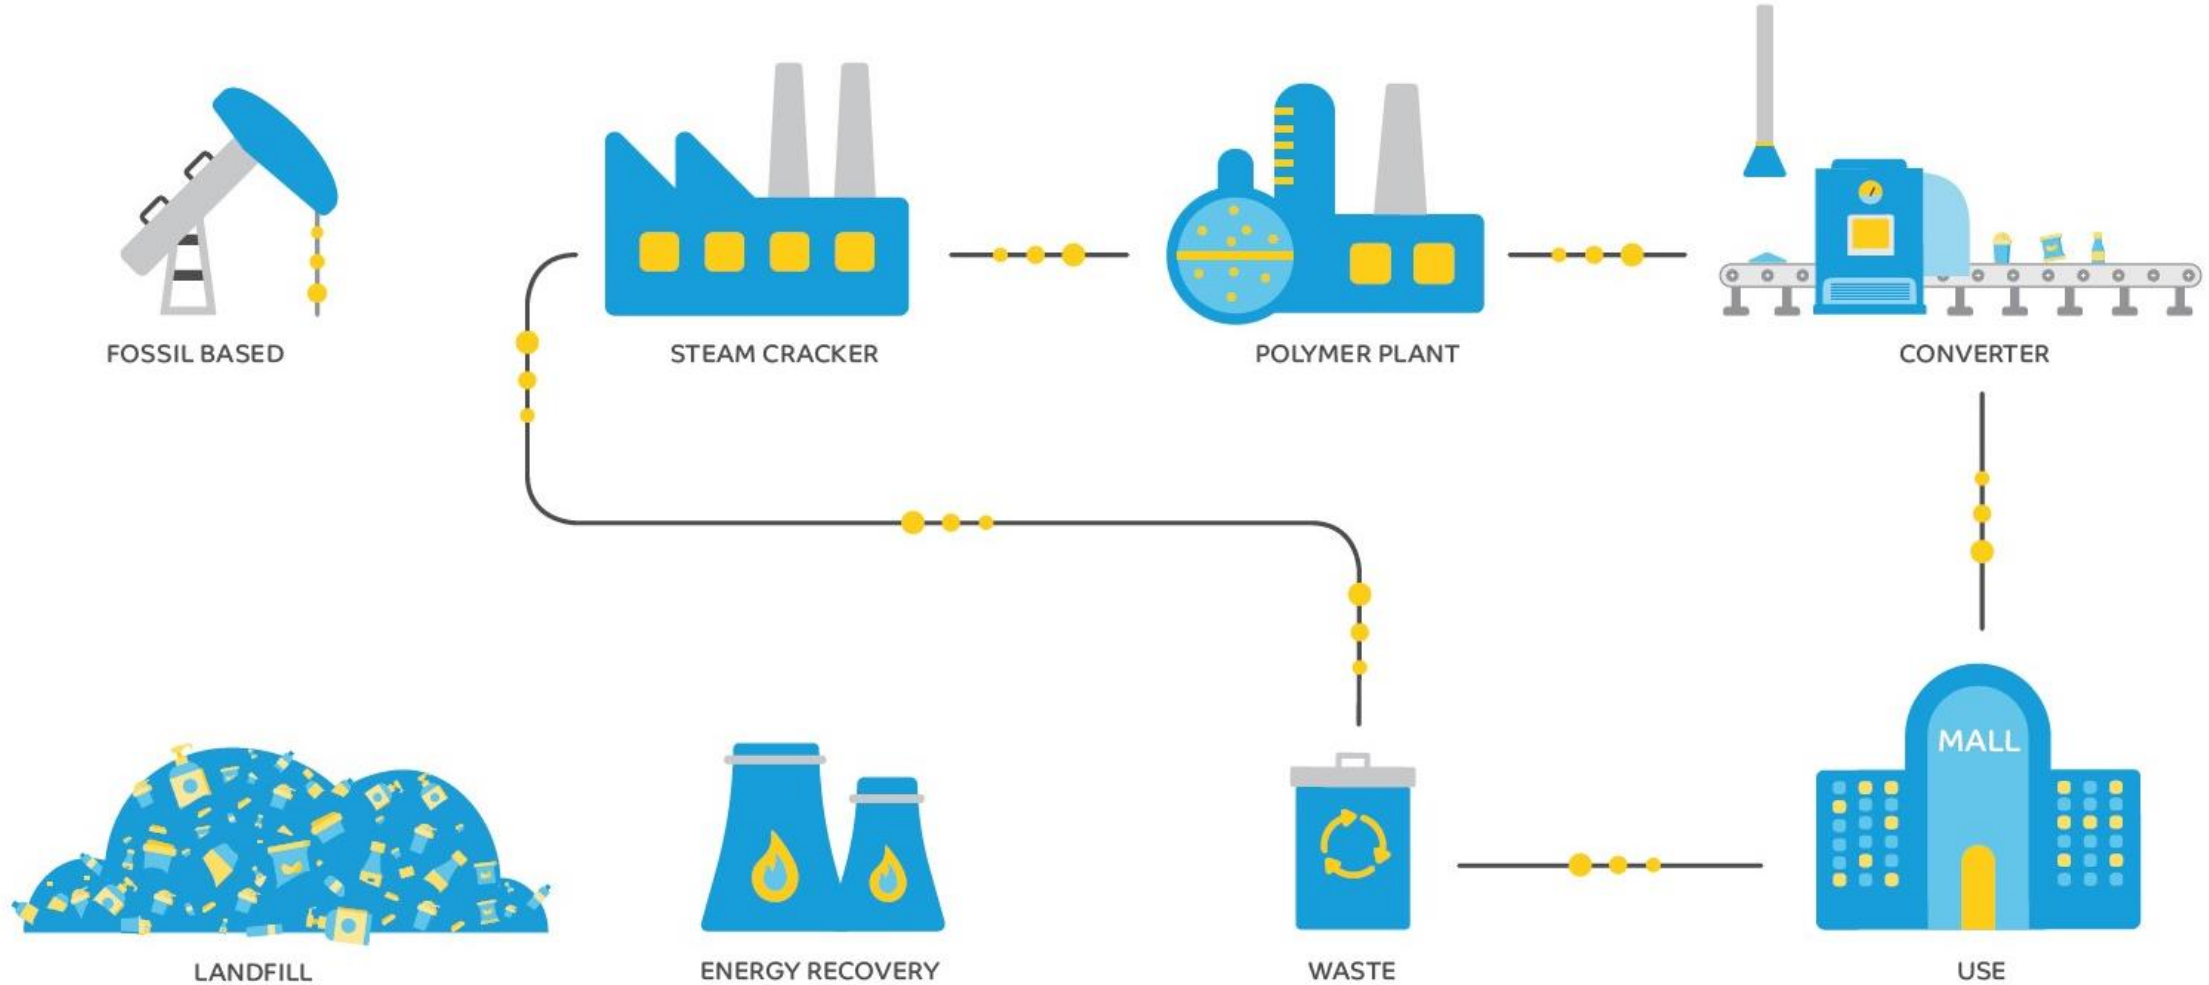 FOSSIL BASED
STEAM CRACKER
POLYMER PLANT
CONVERTER
MALL
LANDFILL
ENERGY RECOVERY
WASTE
USE